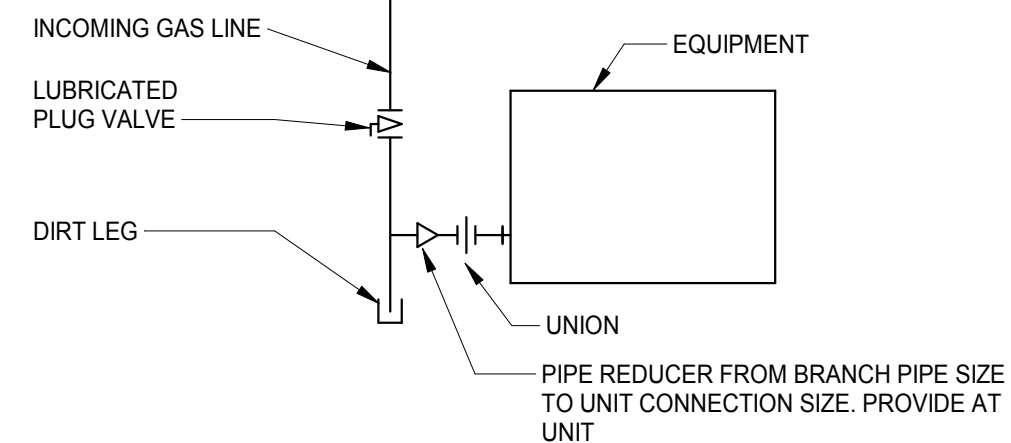 INCOMING GAS LINE
EQUIPMENT
LUBRICATED
PLUG VALVE
DIRT LEG
UNION
PIPE REDUCER FROM BRANCH PIPE SIZE
TO UNIT CONNECTION SIZE. PROVIDE AT
UNIT